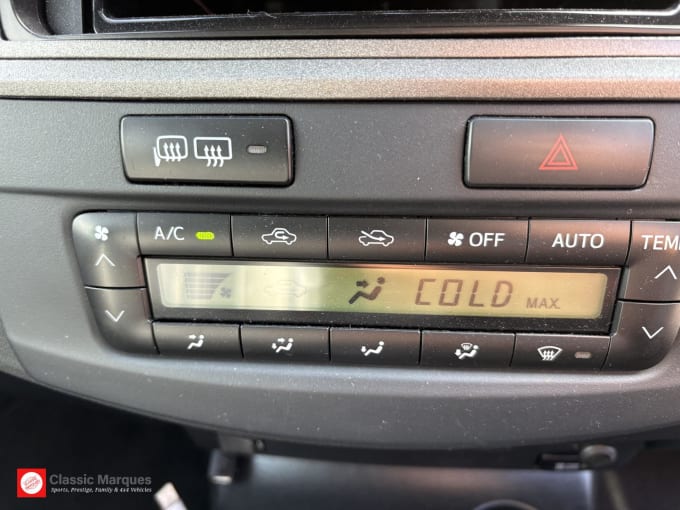 A/C
OFF
AUTO
TEMP
COLD MAX.
Classic Marques
Sports, Prestige, Family & 4x4 Vehicles